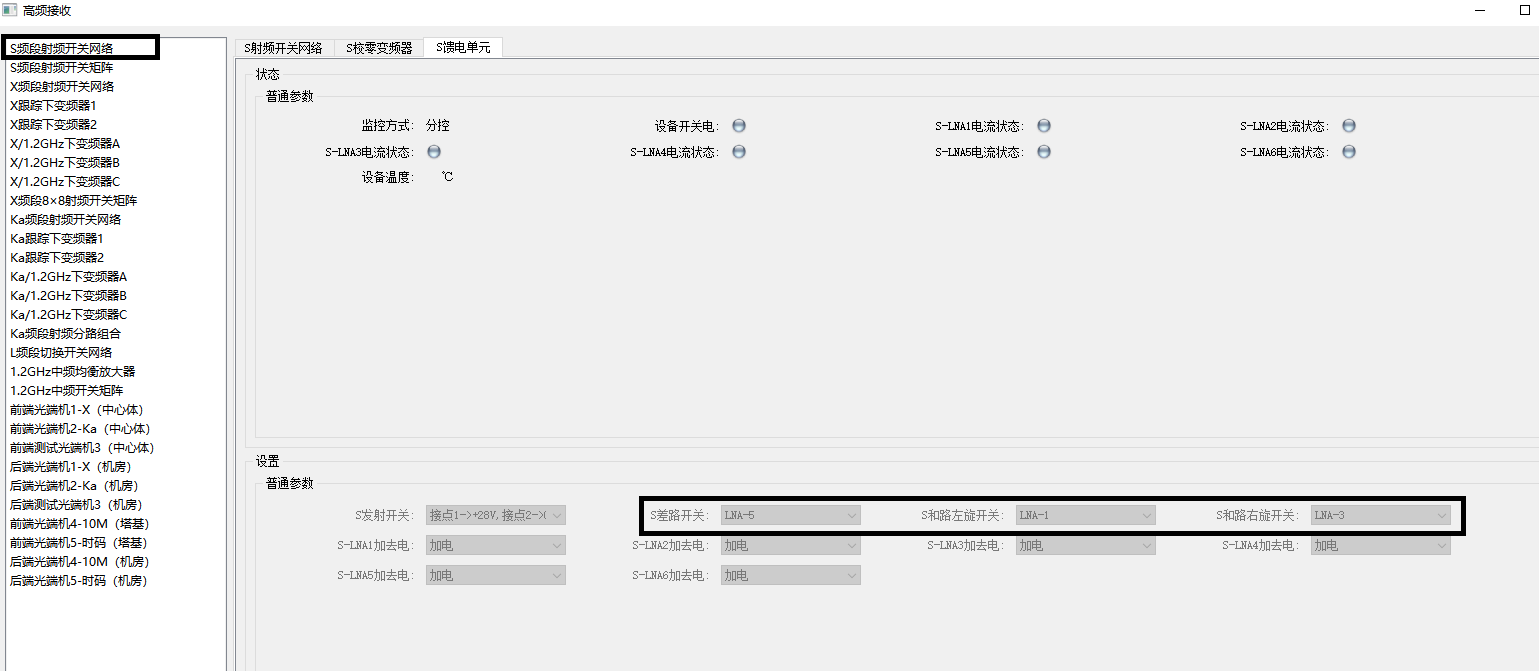 高频接收
S频段射频开关网络
S频段射频开关矩阵
X频段射频开关网络
X跟踪下变频器1
X跟踪下变频器2
X/1.2GHz下变频器A
X/1.2GHz下变频器B
X/1.2GHz下变频器C
X频段8×8射频开关矩阵
Ka频段射频开关网络
Ka跟踪下变频器1
Ka跟踪下变频器2
Ka/1.2GHz下变频器A
Ka/1.2GHz下变频器B
Ka/1.2GHz下变频器C
Ka频段射频分路组合
L频段切换开关网络
1.2GHz中频均衡放大器
1.2GHz中频开关矩阵
前端光端机1-X（中心体）
前端光端机2-Ka（中心体）
前端测试光端机3（中心体）
后端光端机1-X（机房）
后端光端机2-Ka（机房）
后端测试光端机3（机房）
前端光端机4-10M（塔基）
前端光端机5-时码（塔基）
后端光端机4-10M（机房）
后端光端机5-时码（机房）
S射频开关网络 S校零变频器 S馈电单元
状态
普通参数
监控方式: 分控 设备开关电: S-LNA1电流状态: S-LNA2电流状态:
S-LNA3电流状态: S-LNA4电流状态: S-LNA5电流状态: S-LNA6电流状态:
设备温度: ℃
设置
普通参数
S发射开关: 接点1->+28V,接点2->( S差路开关: LNA-5 S和路左旋开关: LNA-1 S和路右旋开关: LNA-3
S-LNA1加去电: 加电 S-LNA2加去电: 加电 S-LNA3加去电: 加电 S-LNA4加去电: 加电
S-LNA5加去电: 加电 S-LNA6加去电: 加电